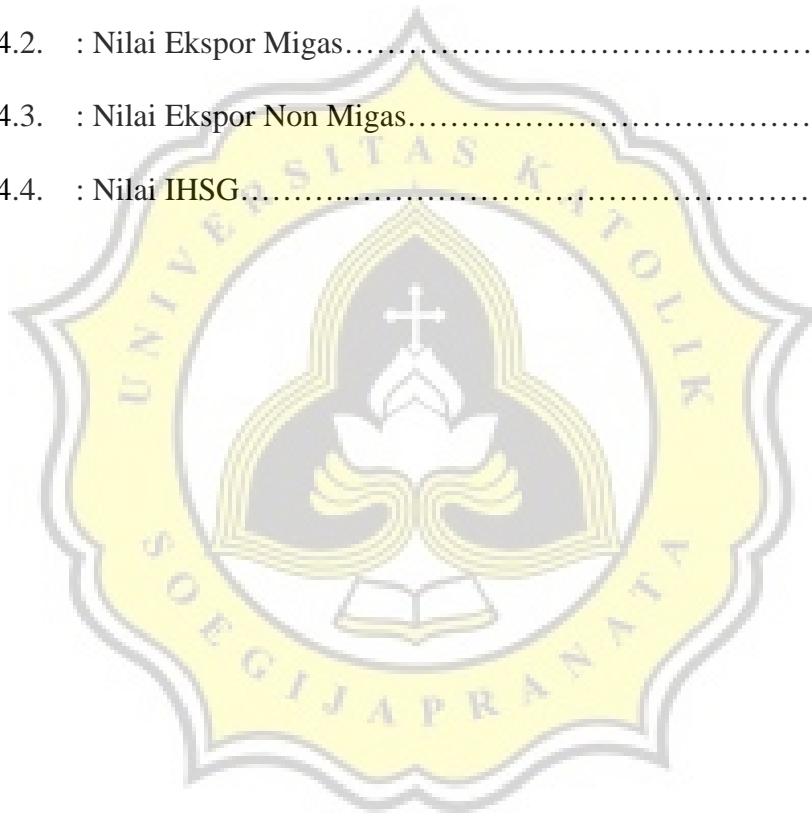 4.2. : Nilai Ekspor Migas……………………………………
4.3. : Nilai Ekspor Non Migas………………………………
4.4. : Nilai IHSG………...……………………………………
UNIVERSITAS KATOLIK
SOEGIJAPRANATA